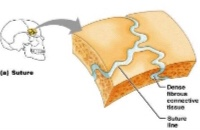 (a) Suture
Dense
fibrous
connective
tissue
Suture
line